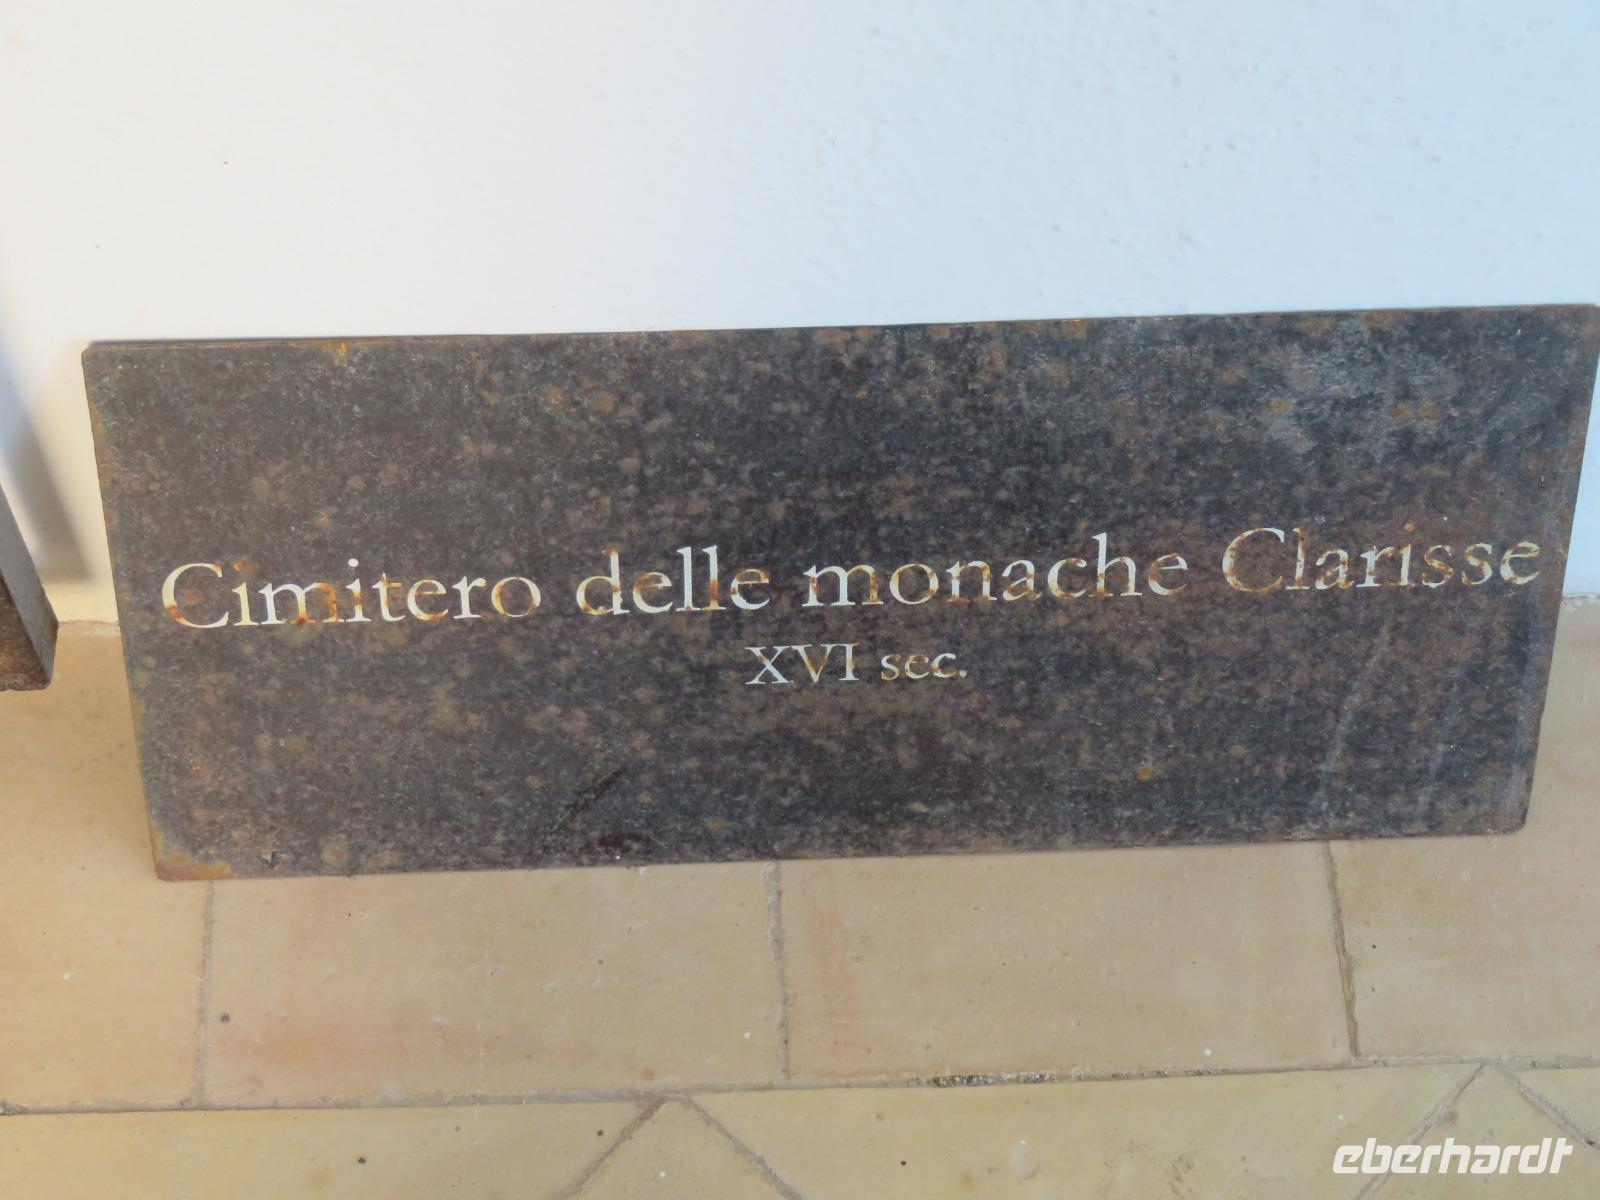 Cimitero delle monache Clarisse
XVI sec.
eberhardt